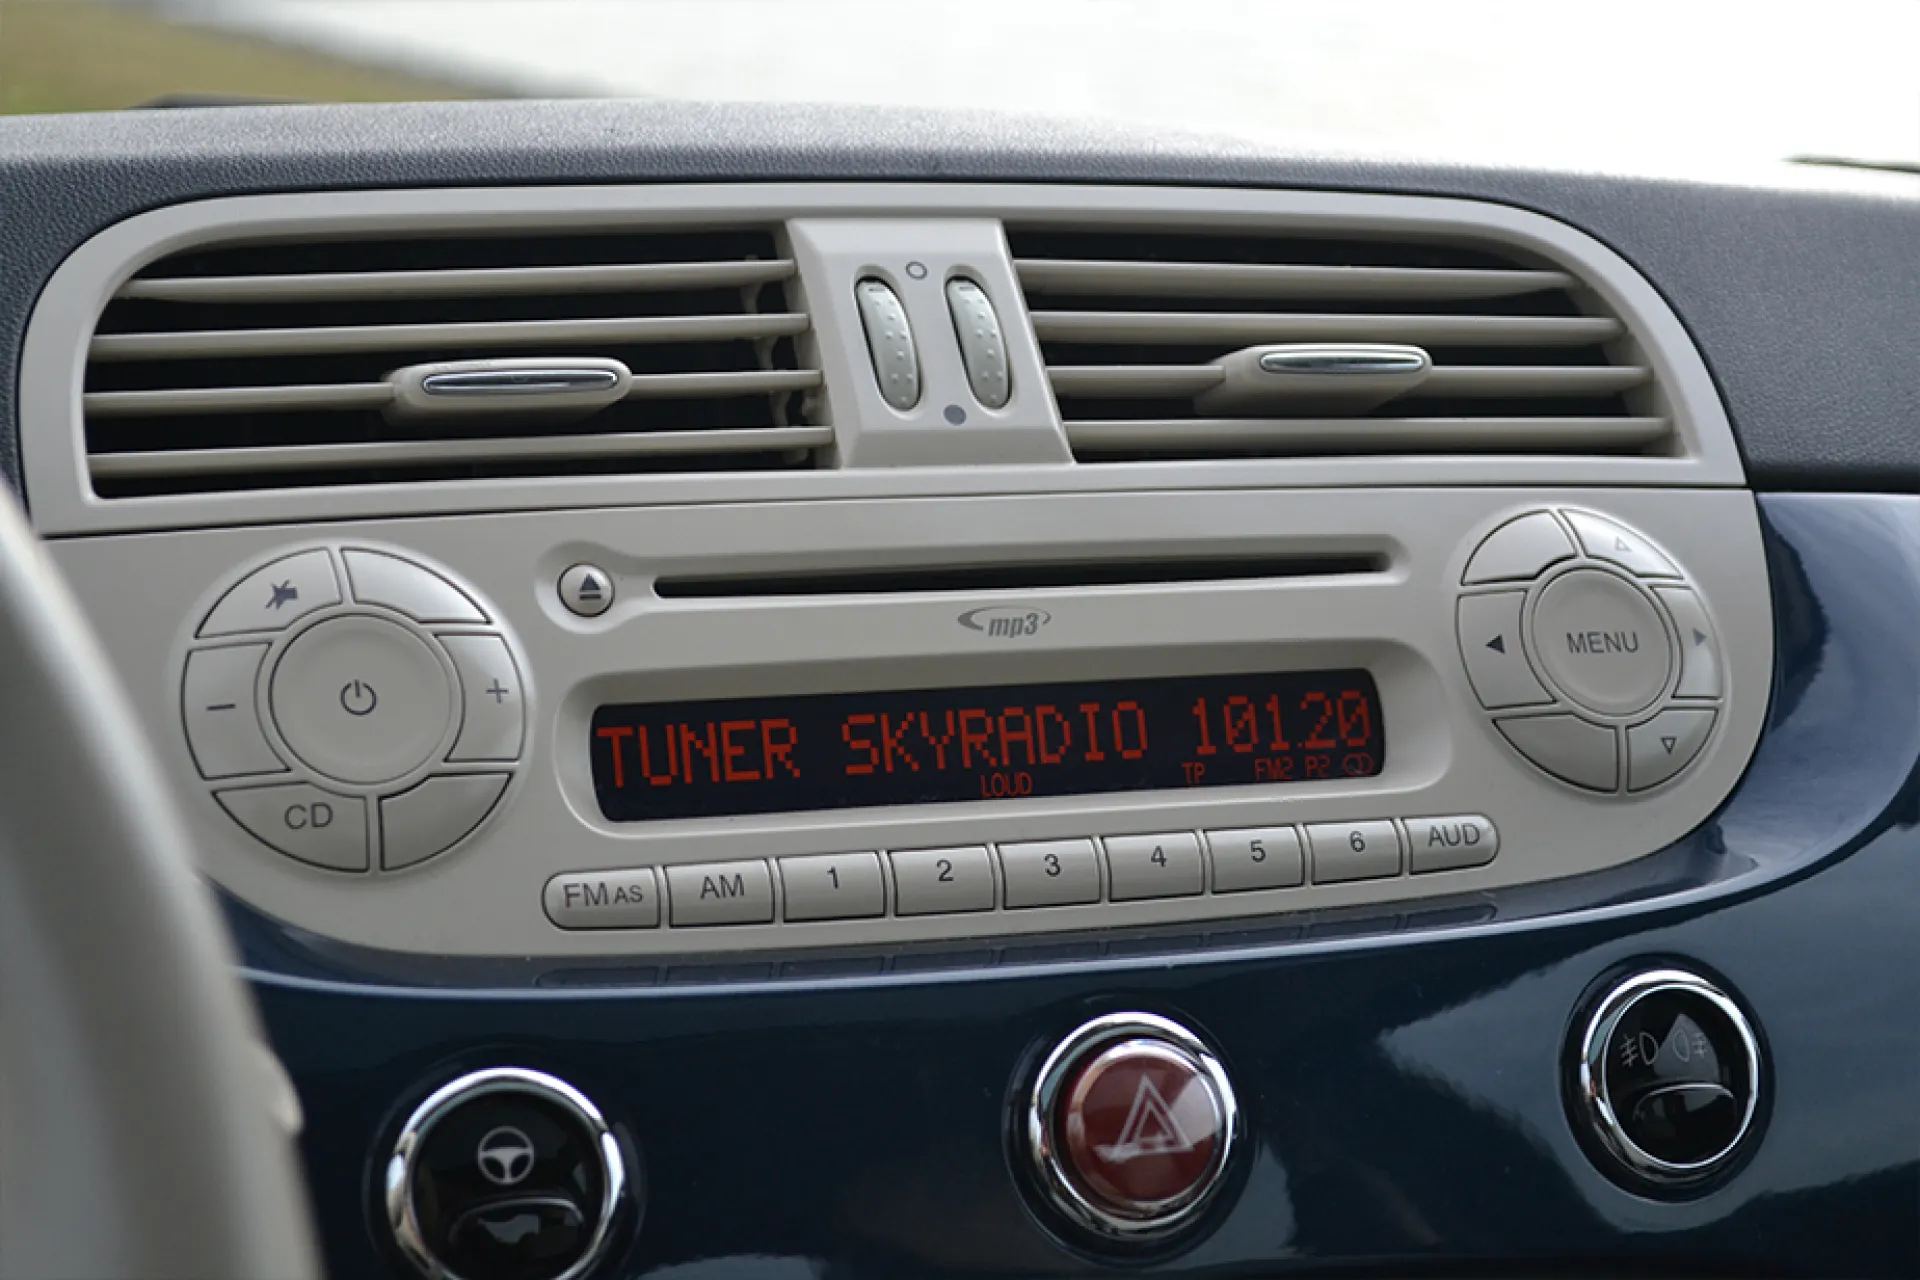 mp3
TUNER SKYRADIO 101.20
LOUD TP FM2 P2
MENU
CD
FM AS AM 1 2 3 4 5 6 AUD